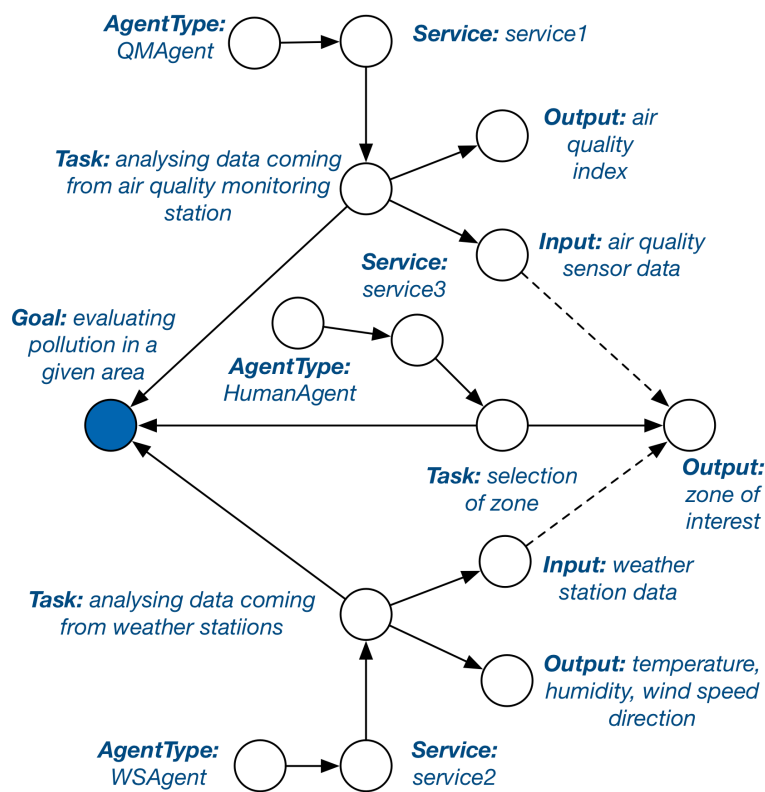 AgentType:
QMAgent
Service: service1
Output: air
quality
index
Task: analysing data coming
from air quality monitoring
station
Input: air quality
sensor data
Service:
service3
Goal: evaluating
pollution in a
given area
AgentType:
HumanAgent
Task: selection
of zone
Output:
zone of
interest
Input: weather
station data
Task: analysing data coming
from weather statiions
Output: temperature,
humidity, wind speed
direction
AgentType:
WSAgent
Service:
service2